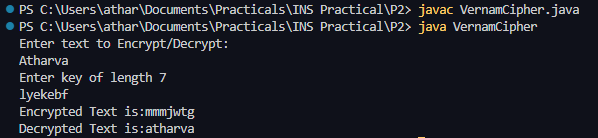 PS C:\Users\athar\Documents\Practicals\INS Practical\P2> javac VernamCipher.java
PS C:\Users\athar\Documents\Practicals\INS Practical\P2> java VernamCipher
Enter text to Encrypt/Decrypt:
Atharva
Enter key of length 7
lyekebf
Encrypted Text is:mmmjwtg
Decrypted Text is:atharva